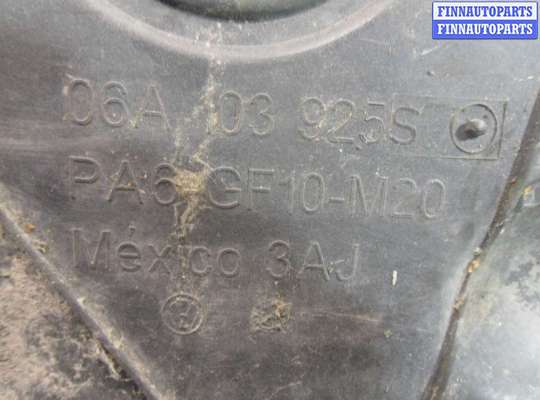 FINNAUTOPARTS
FINNAUTOPARTS
06A 103 925S
PA6-GF10-M20
México 3AJ